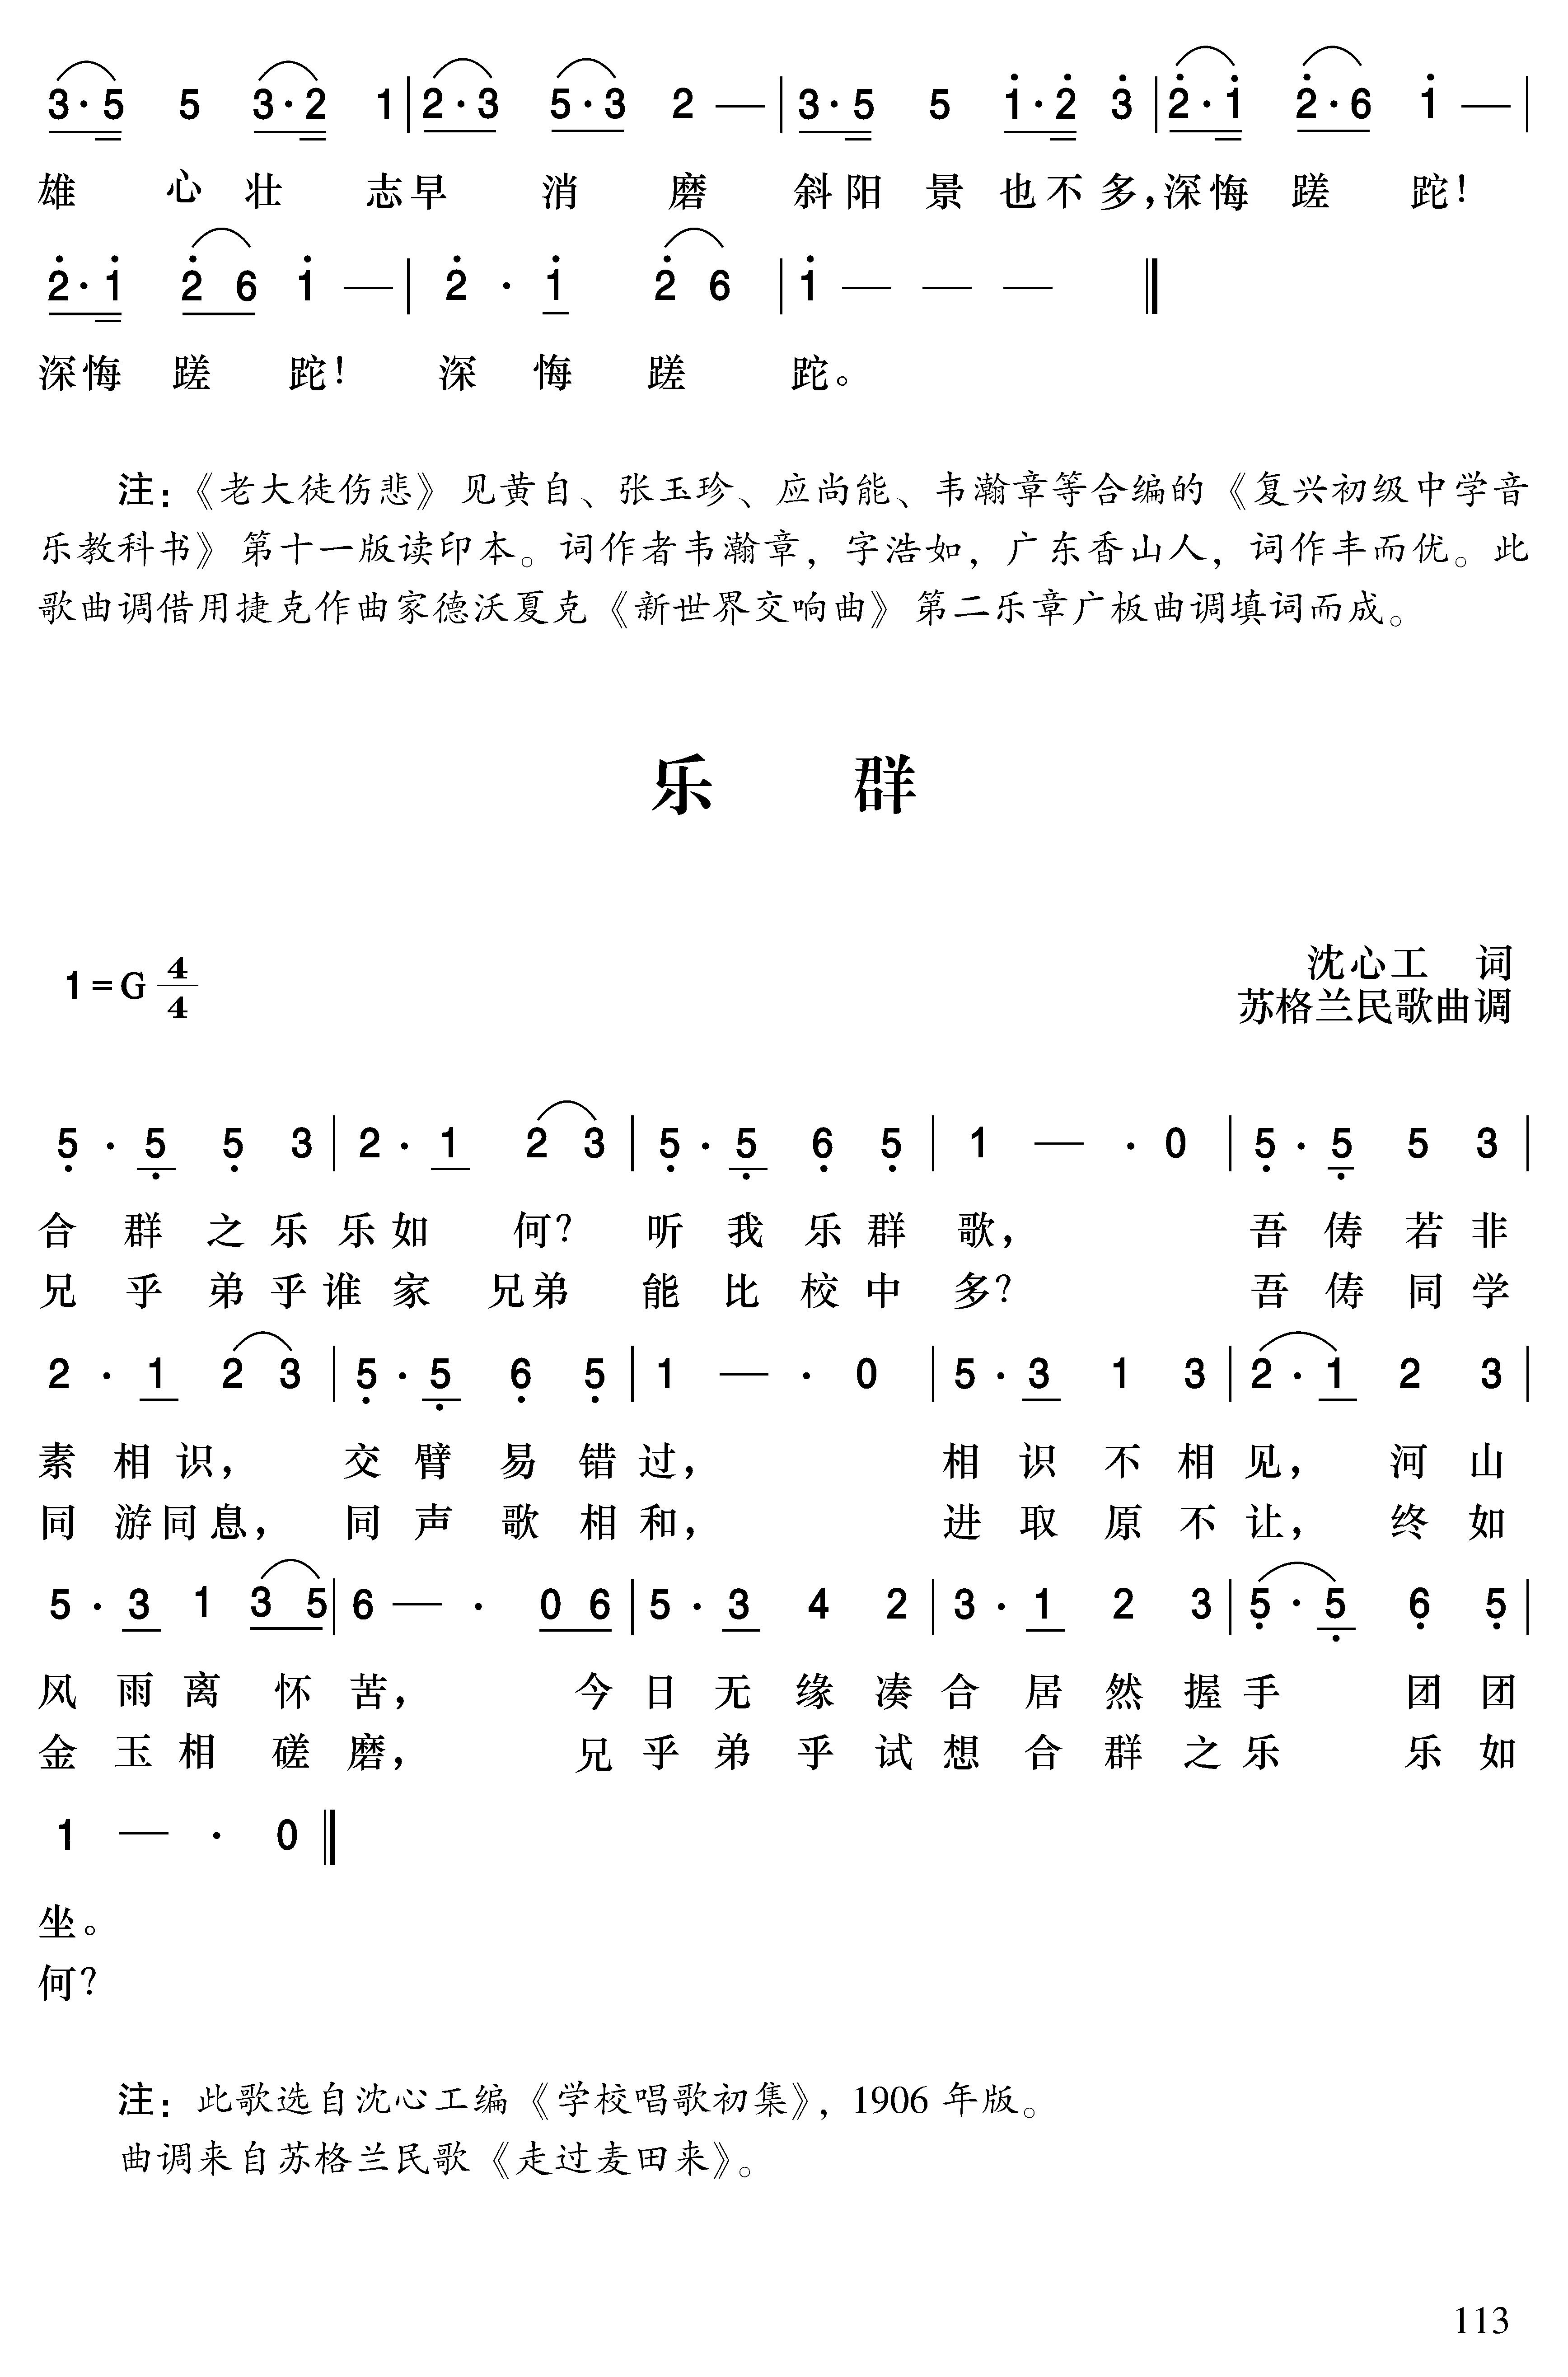 3·5 5 3·2 1 | 2·3 5·3 2 — | 3·5 5 1·2 3 | 2·1 2·6 1 — |
雄 心 壮 志早 消 磨 斜阳 景 也不多，深悔 蹉 跎！
2·1 2 6 1 — | 2 · 1 2 6 | 1 — — — ‖
深悔 蹉 跎！ 深 悔 蹉 跎。
注：《老大徒伤悲》见黄自、张玉珍、应尚能、韦瀚章等合编的《复兴初级中学音
乐教科书》第十一版读印本。词作者韦瀚章，字浩如，广东香山人，词作丰而优。此
歌曲调借用捷克作曲家德沃夏克《新世界交响曲》第二乐章广板曲调填词而成。
乐 群
沈心工 词
1=G 4/4
苏格兰民歌曲调
5 · 5 5 3 | 2 · 1 2 3 | 5 · 5 6 5 | 1 — · 0 | 5 · 5 5 3 |
合 群 之 乐 乐如 何？ 听 我 乐 群 歌， 吾 俦 若 非
兄 乎 弟 乎 谁 家 兄弟 能 比 校 中 多？ 吾 俦 同 学
2 · 1 2 3 | 5 · 5 6 5 | 1 — · 0 | 5 · 3 1 3 | 2 · 1 2 3 |
素 相 识， 交 臂 易 错 过， 相 识 不 相 见， 河 山
同 游同息， 同 声 歌 相 和， 进 取 原 不 让， 终 如
5 · 3 1 3 5 | 6 — · 0 6 | 5 · 3 4 2 | 3 · 1 2 3 | 5 · 5 6 5 |
风 雨 离 怀 苦， 今 日 无 缘 凑 合 居 然 握 手 团 团
金 玉 相 磋 磨， 兄 乎 弟 乎 试 想 合 群 之 乐 乐 如
1 — · 0 ‖
坐。
何？
注：此歌选自沈心工编《学校唱歌初集》，1906 年版。
曲调来自苏格兰民歌《走过麦田来》。
113